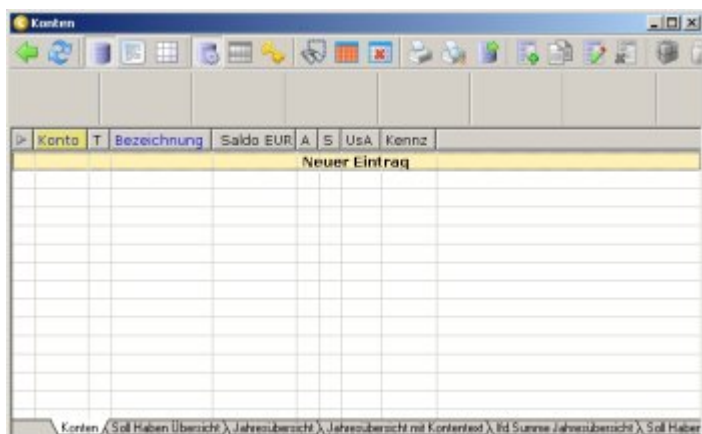 Konten
Konto T Bezeichnung Saldo EUR A S UsA Kennz
Neuer Eintrag
Konten Soll Haben Übersicht Jahresübersicht Jahresübersicht mit Kontentext lfd Summe Jahresübersicht Soll Haben